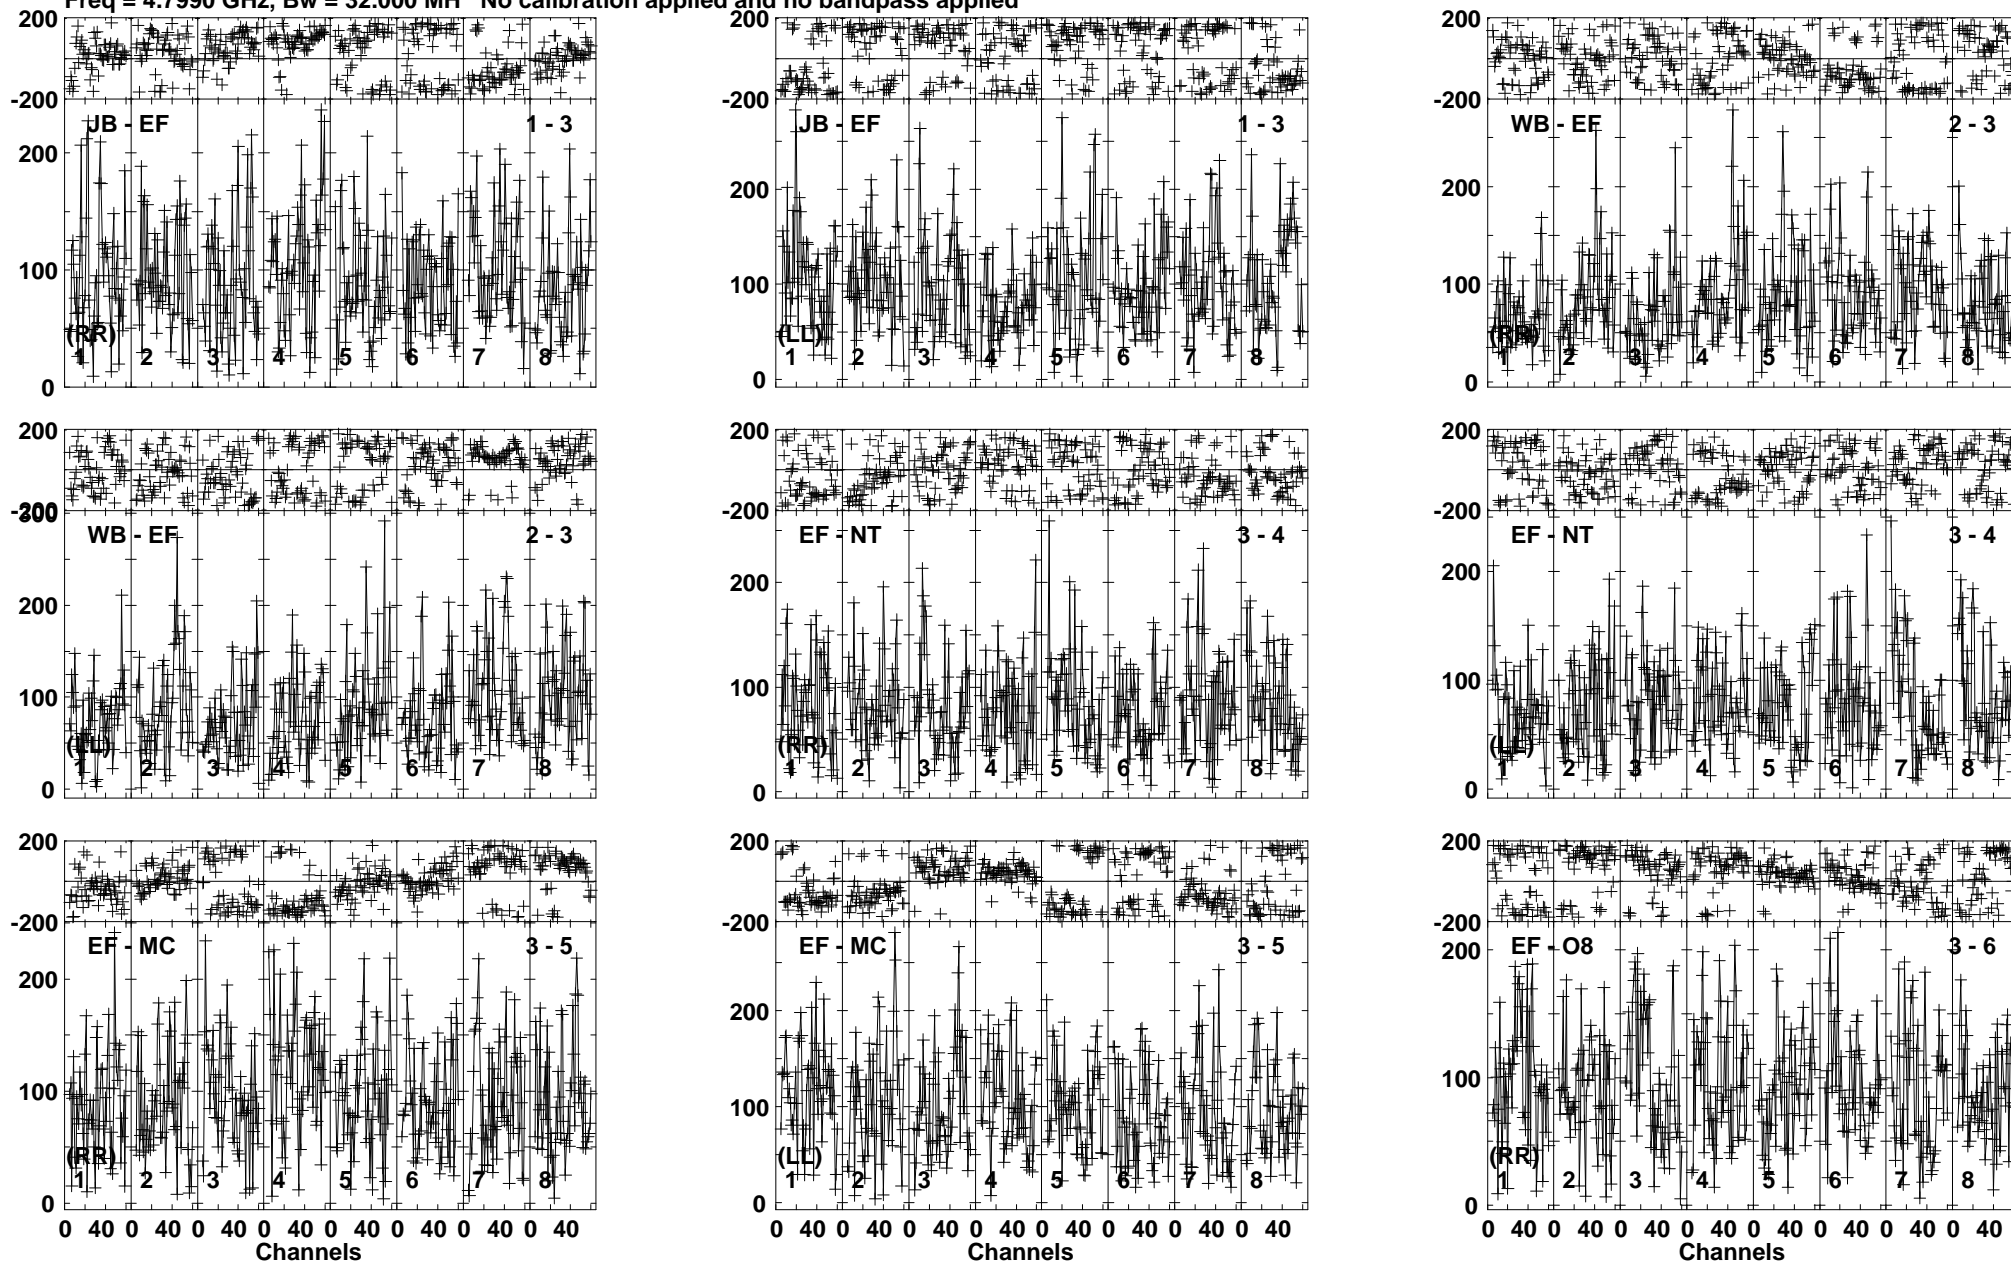 Freq = 4.7990 GHz, Bw = 32.000 MH No calibration applied and no bandpass applied
200 200 200
-200 -200 -200
JB - EF 1 - 3 JB - EF 1 - 3 WB - EF 2 - 3
200 200 200
100 100 100
(RR) (LL) (RR)
1 2 3 4 5 6 7 8 1 2 3 4 5 6 7 8 1 2 3 4 5 6 7 8
0 0 0
200 200 200
-200 -200 -200
300
WB - EF 2 - 3 EF - NT 3 - 4 EF - NT 3 - 4
200 200 200
100 100 100
(LL) (RR) (LL)
1 2 3 4 5 6 7 8 1 2 3 4 5 6 7 8 1 2 3 4 5 6 7 8
0 0 0
200 200 200
-200 -200 -200
EF - MC 3 - 5 EF - MC 3 - 5 EF - O8 3 - 6
200 200 200
100 100 100
(RR) (LL) (RR)
1 2 3 4 5 6 7 8 1 2 3 4 5 6 7 8 1 2 3 4 5 6 7 8
0 0 0
0 40 0 40 0 40 0 40 0 40 0 40 0 40 0 40 0 40 0 40 0 40 0 40 0 40 0 40 0 40 0 40 0 40 0 40 0 40 0 40 0 40 0 40 0 40 0 40
Channels Channels Channels